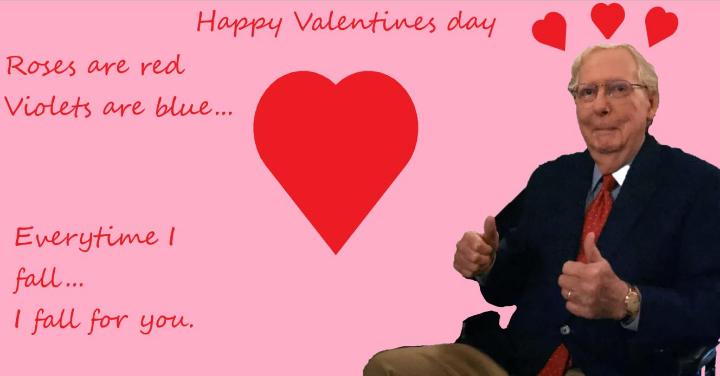 Happy Valentines day
Roses are red
Violets are blue...
Everytime I
fall...
I fall for you.